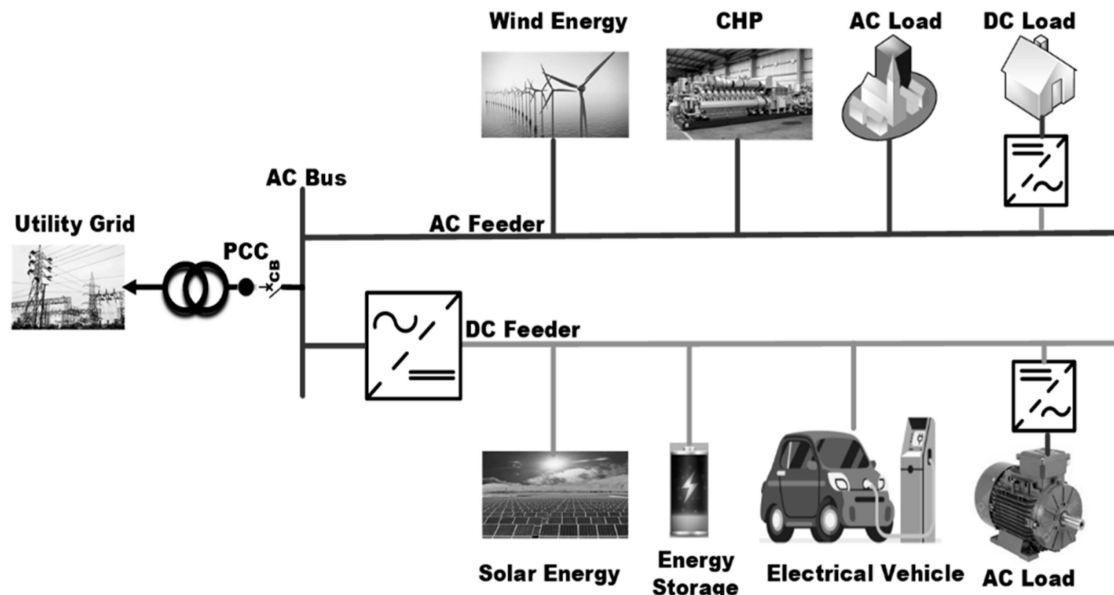 Wind Energy
CHP
AC Load
DC Load
AC Bus
Utility Grid
AC Feeder
PCC
CB
DC Feeder
Solar Energy
Energy
Storage
Electrical Vehicle
AC Load